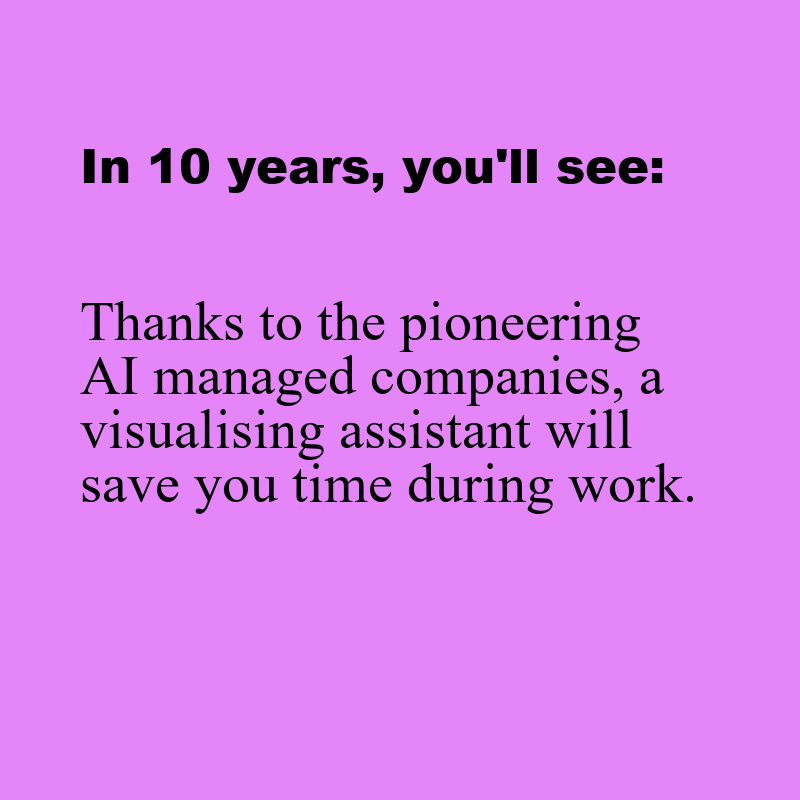 In 10 years, you'll see:
Thanks to the pioneering
AI managed companies, a
visualising assistant will
save you time during work.